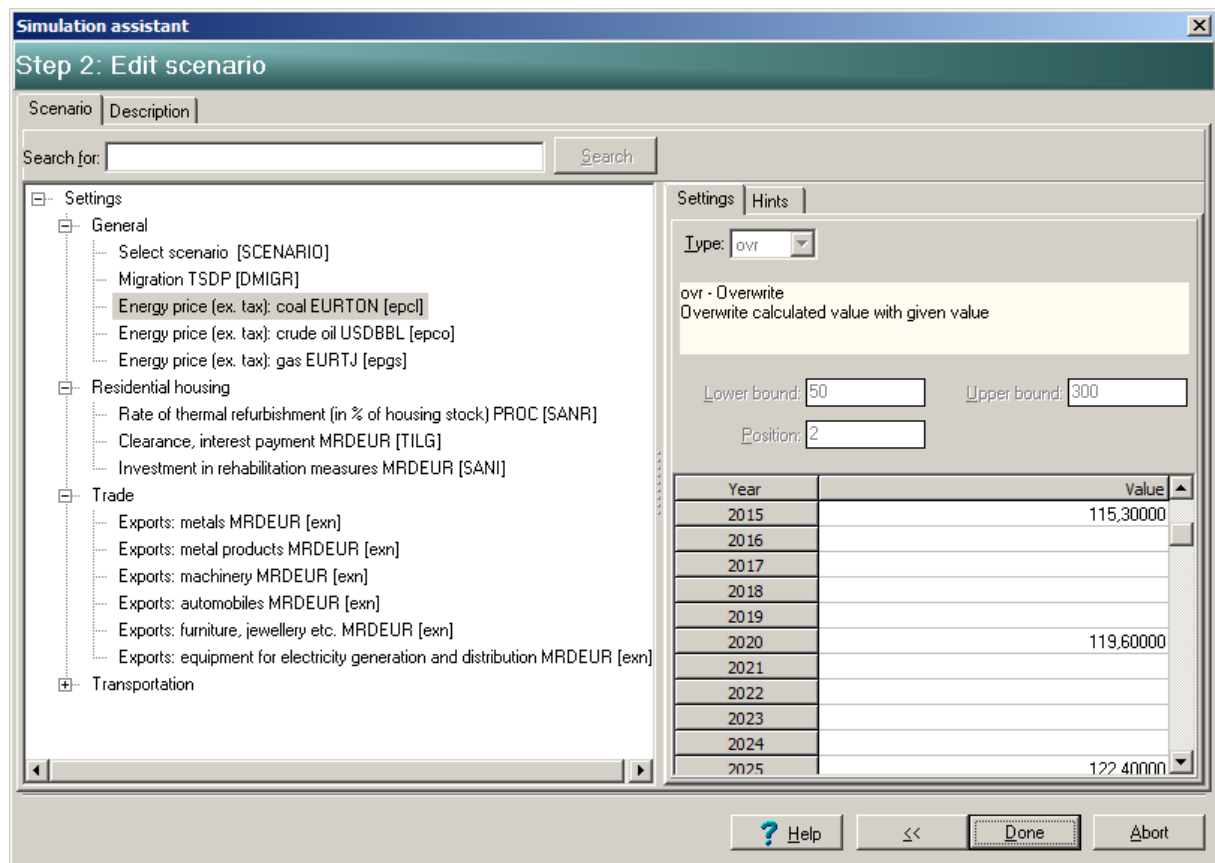 Simulation assistant
Step 2: Edit scenario
Scenario Description
Search for: Search
Settings
General
Select scenario [SCENARIO]
Migration TSDP [DMIGR]
Energy price (ex. tax): coal EURTON [epcl]
Energy price (ex. tax): crude oil USDBBL [epco]
Energy price (ex. tax): gas EURTJ [epgs]
Residential housing
Rate of thermal refurbishment (in % of housing stock) PROC [SANR]
Clearance, interest payment MRDEUR [TILG]
Investment in rehabilitation measures MRDEUR [SANI]
Trade
Exports: metals MRDEUR [exn]
Exports: metal products MRDEUR [exn]
Exports: machinery MRDEUR [exn]
Exports: automobiles MRDEUR [exn]
Exports: furniture, jewellery etc. MRDEUR [exn]
Exports: equipment for electricity generation and distribution MRDEUR [exn]
Transportation
Settings Hints
Type: ovr
ovr - Overwrite
Overwrite calculated value with given value
Lower bound: 50 Upper bound: 300
Position: 2
Year Value
2015 115,30000
2016
2017
2018
2019
2020 119,60000
2021
2022
2023
2024
2025 122,40000
? Help << Done Abort